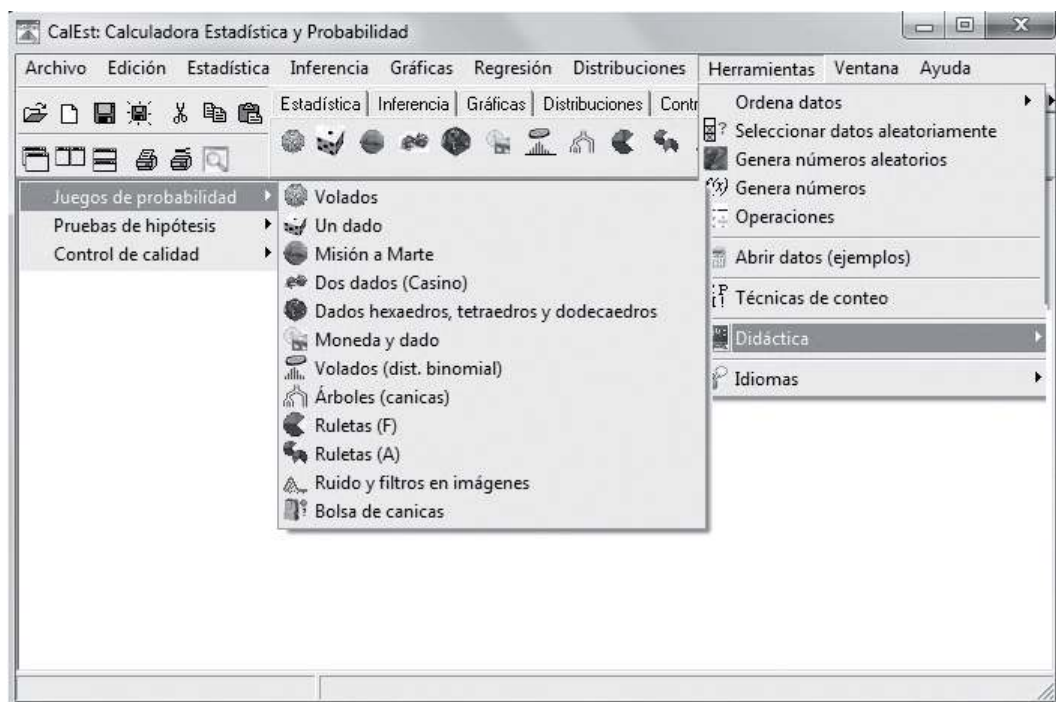 CalEst: Calculadora Estadística y Probabilidad
Archivo Edición Estadística Inferencia Gráficas Regresión Distribuciones Herramientas Ventana Ayuda
Estadística Inferencia Gráficas Distribuciones Contr
Ordena datos
Seleccionar datos aleatoriamente
Genera números aleatorios
Genera números
Operaciones
Abrir datos (ejemplos)
Técnicas de conteo
Didáctica
Idiomas
Juegos de probabilidad
Pruebas de hipótesis
Control de calidad
Volados
Un dado
Misión a Marte
Dos dados (Casino)
Dados hexaedros, tetraedros y dodecaedros
Moneda y dado
Volados (dist. binomial)
Árboles (canicas)
Ruletas (F)
Ruletas (A)
Ruido y filtros en imágenes
Bolsa de canicas